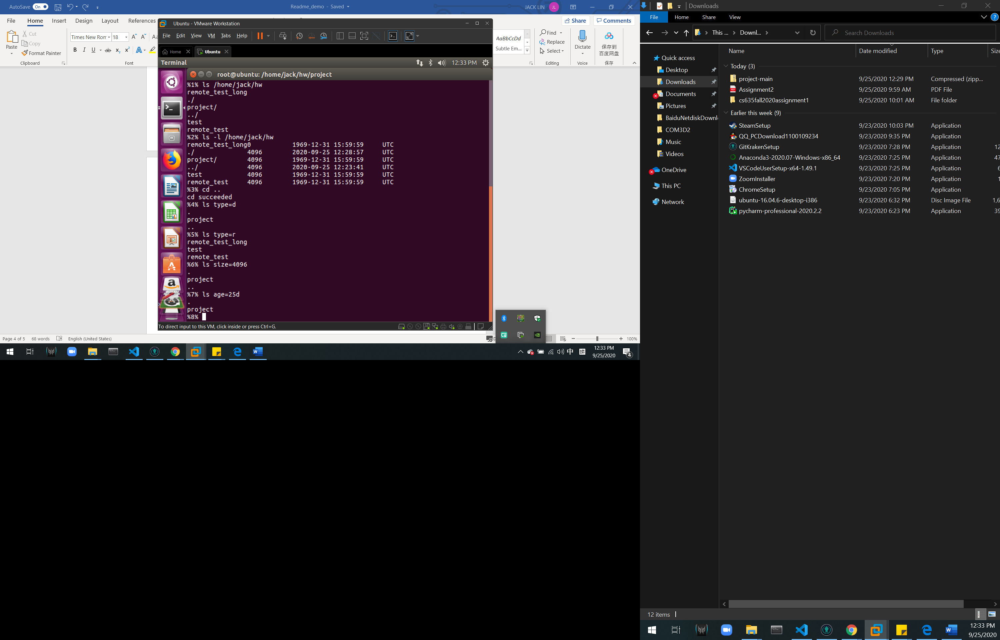 AutoSave On
Readme_demo - Saved
JACK LIN JL
File Home Insert Design Layout References
Share Comments
Paste
Cut
Copy
Format Painter
Clipboard
Times New Ron 18
B I U ab x₂ x²
Font
AaBbCcDd
Subtle Em...
Find
Replace
Select
Editing
Dictate
Voice
保存到
百度网盘
保存
Ubuntu - VMware Workstation
File Edit View VM Tabs Help
Home Ubuntu
Terminal 12:33 PM
root@ubuntu: /home/jack/hw/project
%1% ls /home/jack/hw
remote_test_long
./
project/
../
test
remote_test
%2% ls -l /home/jack/hw
remote_test_long0 1969-12-31 15:59:59 UTC
./ 4096 2020-09-25 12:28:57 UTC
project/ 4096 1969-12-31 15:59:59 UTC
../ 4096 2020-09-25 12:23:41 UTC
test 4096 1969-12-31 15:59:59 UTC
remote_test 4096 1969-12-31 15:59:59 UTC
%3% cd ..
cd succeeded
%4% ls type=d
.
project
..
%5% ls type=r
remote_test_long
test
remote_test
%6% ls size=4096
.
project
..
%7% ls age=25d
.
project
%8%
To direct input to this VM, click inside or press Ctrl+G.
Page 4 of 5 68 words English (United States)
100%
中 拼
12:33 PM
9/25/2020
4
Downloads
File Home Share View
This ... Downl...
Search Downloads
Quick access
Desktop
Downloads
Documents
Pictures
BaiduNetdiskDownl
COM3D2
Music
Videos
OneDrive
This PC
Network
Name Date modified Type Size
Today (3)
project-main 9/25/2020 12:29 PM Compressed (zipp...
Assignment2 9/25/2020 9:59 AM PDF File
cs635fall2020assignment1 9/25/2020 10:01 AM File folder
Earlier this week (9)
SteamSetup 9/23/2020 10:03 PM Application
QQ_PCDownload1100109234 9/23/2020 9:35 PM Application
GitKrakenSetup 9/23/2020 7:28 PM Application 12
Anaconda3-2020.07-Windows-x86_64 9/23/2020 7:25 PM Application 47
VSCodeUserSetup-x64-1.49.1 9/23/2020 7:25 PM Application 6
ZoomInstaller 9/23/2020 7:20 PM Application 1
ChromeSetup 9/23/2020 7:05 PM Application
ubuntu-16.04.6-desktop-i386 9/23/2020 6:32 PM Disc Image File 1,6
pycharm-professional-2020.2.2 9/23/2020 6:23 PM Application 39
12 items
12:33 PM
9/25/2020